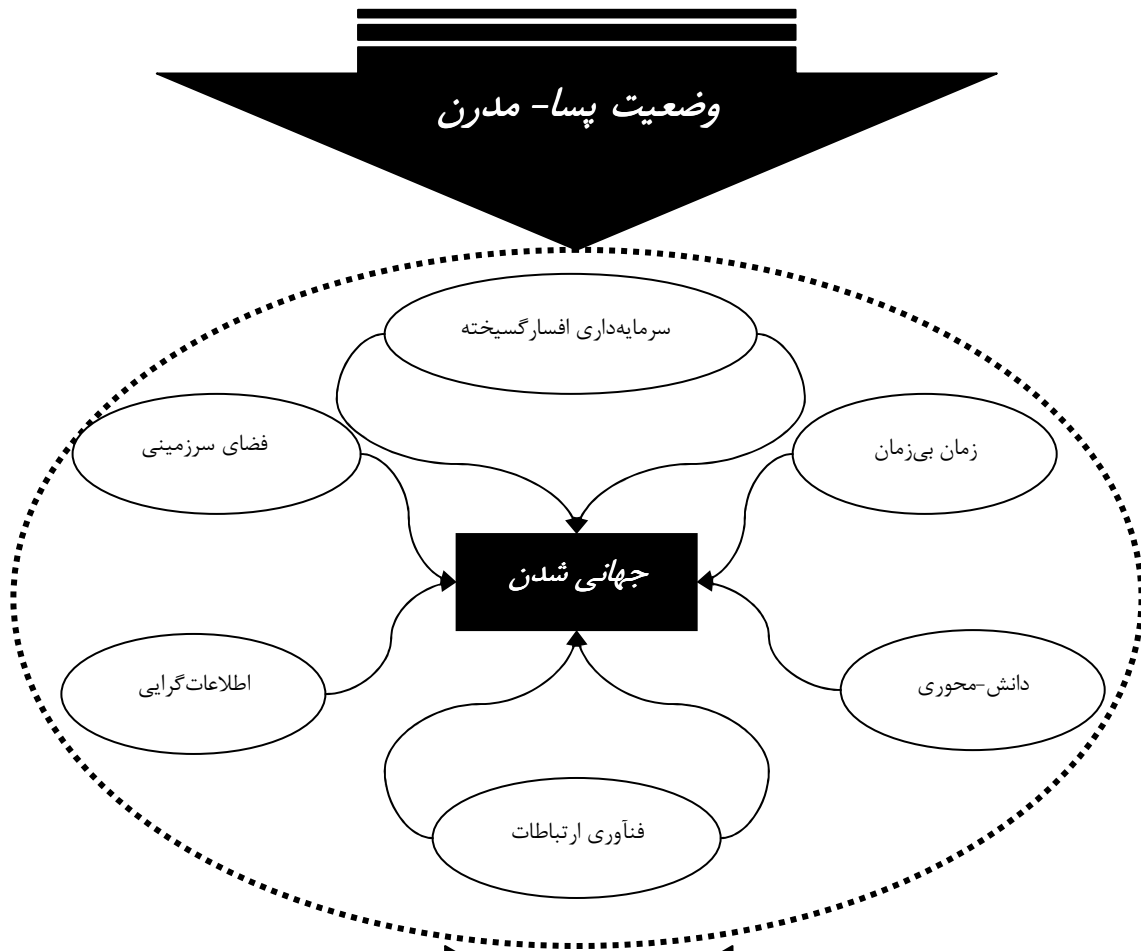 وضعیت پسا- مدرن
سرمایه‌داری افسارگسیخته
زمان بی‌زمان
فضای سرزمینی
جهانی شدن
دانش-محوری
اطلاعات‌گرایی
فنآوری ارتباطات